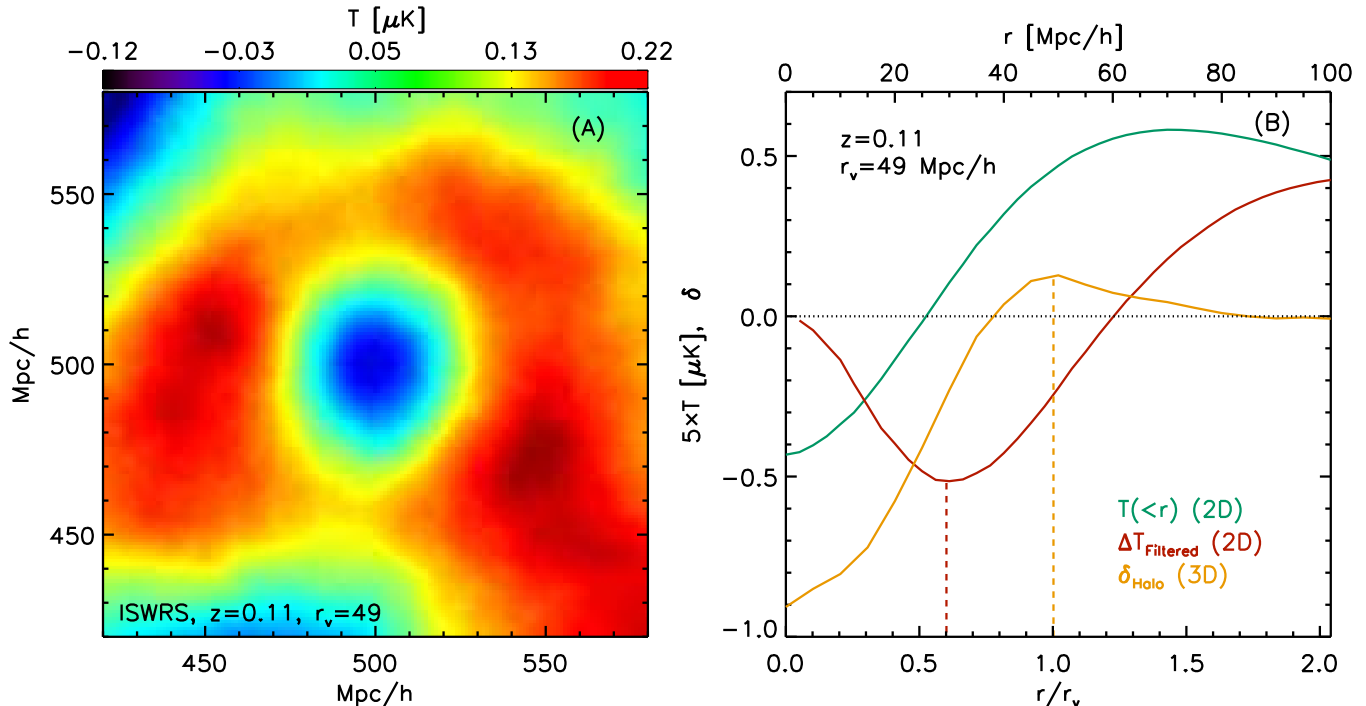 T [μK]
−0.12 −0.03 0.05 0.13 0.22
(A)
550
500
450
Mpc/h
ISWRS, z=0.11, rᵥ=49
450 500 550
Mpc/h
r [Mpc/h]
0 20 40 60 80 100
(B)
z=0.11
rᵥ=49 Mpc/h
0.5
0.0
−0.5
−1.0
5×T [μK], δ
T(<r) (2D)
ΔT_Filtered (2D)
δ_Halo (3D)
0.0 0.5 1.0 1.5 2.0
r/rᵥ